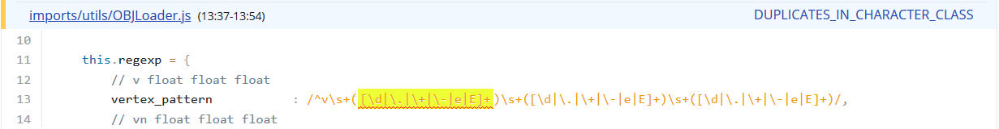 imports/utils/OBJLoader.js (13:37-13:54) DUPLICATES_IN_CHARACTER_CLASS
10
11 this.regexp = {
12 // v float float float
13 vertex_pattern : /^v\s+([\d|\.|\+|\-|e|E]+)\s+([\d|\.|\+|\-|e|E]+)\s+([\d|\.|\+|\-|e|E]+)/,
14 // vn float float float